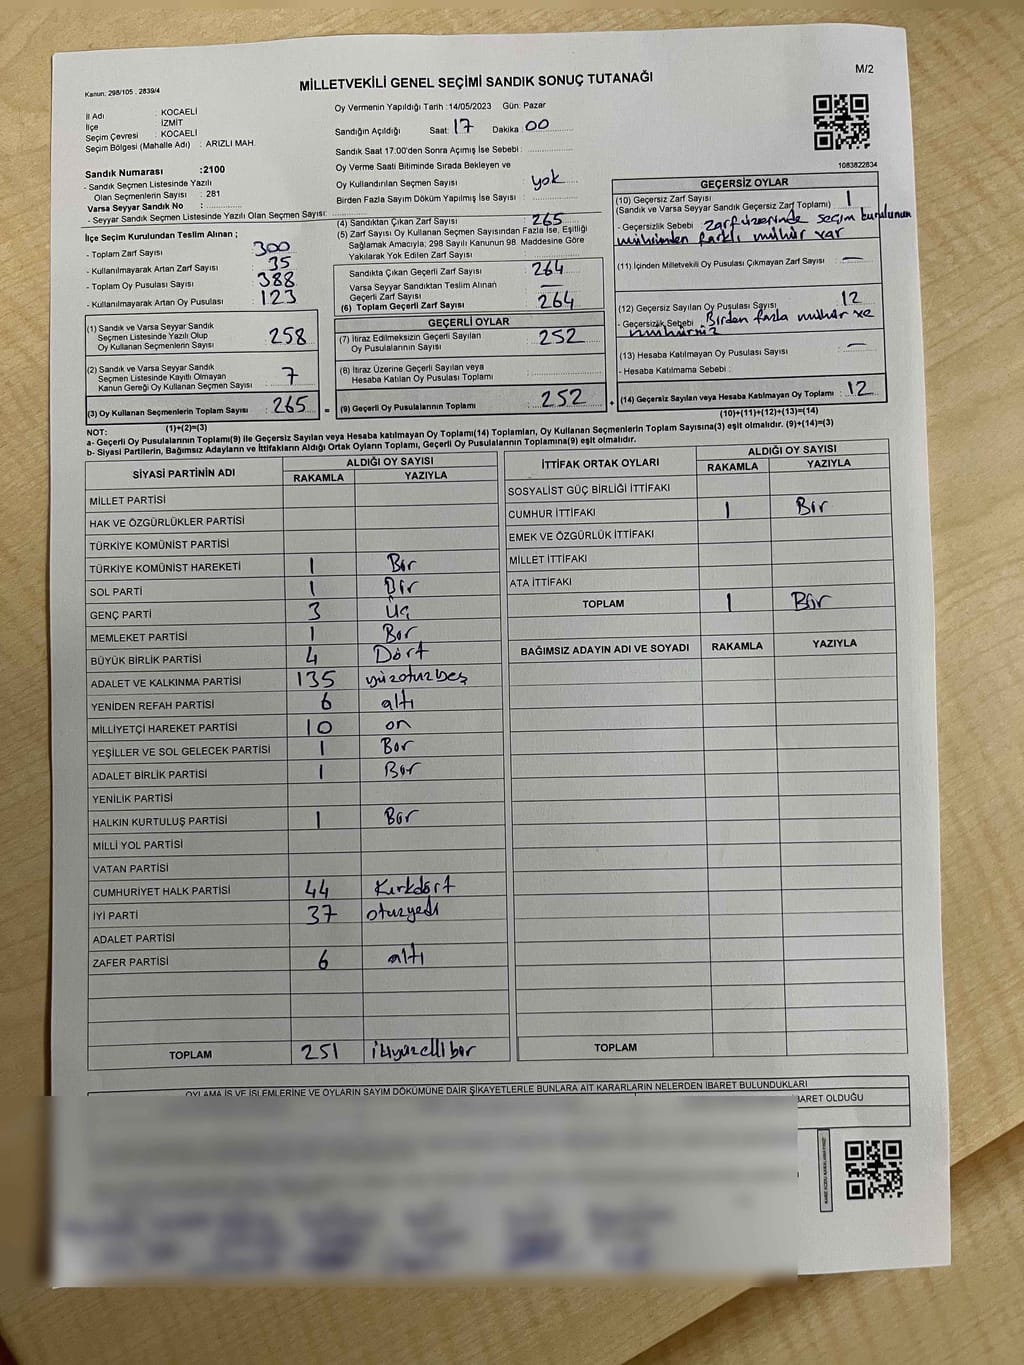 Kanun. 298/105 , 2839/4
MİLLETVEKİLİ GENEL SEÇİMİ SANDIK SONUÇ TUTANAĞI
M/2
İl Adı : KOCAELİ
İlçe : İZMİT
Seçim Çevresi : KOCAELİ
Seçim Bölgesi (Mahalle Adı) : ARIZLI MAH.
Sandık Numarası :2100
- Sandık Seçmen Listesinde Yazılı
Olan Seçmenlerin Sayısı : 281
Varsa Seyyar Sandık No :
- Seyyar Sandık Seçmen Listesinde Yazılı Olan Seçmen Sayısı:
Oy Vermenin Yapıldığı Tarih :14/05/2023 Gün: Pazar
Sandığın Açıldığı Saat: 17 Dakika 00
Sandık Saat 17:00'den Sonra Açımış İse Sebebi :
Oy Verme Saati Bitiminde Sırada Bekleyen ve
Oy Kullandırılan Seçmen Sayısı : yok
Birden Fazla Sayım Döküm Yapılmış İse Sayısı :
1083822834
İlçe Seçim Kurulundan Teslim Alınan ;
- Toplam Zarf Sayısı : 300
- Kullanılmayarak Artan Zarf Sayısı : 35
- Toplam Oy Pusulası Sayısı : 388
- Kullanılmayarak Artan Oy Pusulası : 123
(1) Sandık ve Varsa Seyyar Sandık
Seçmen Listesinde Yazılı Olup
Oy Kullanan Seçmenlerin Sayısı : 258
(2) Sandık ve Varsa Seyyar Sandık
Seçmen Listesinde Kayıtlı Olmayan
Kanun Gereği Oy Kullanan Seçmen Sayısı : 7
(3) Oy Kullanan Seçmenlerin Toplam Sayısı : 265 =
(1)+(2)=(3)
(4) Sandıktan Çıkan Zarf Sayısı : 265
(5) Zarf Sayısı Oy Kullanan Seçmen Sayısından Fazla İse, Eşitliği
Sağlamak Amacıyla; 298 Sayılı Kanunun 98. Maddesine Göre
Yakılarak Yok Edilen Zarf Sayısı :
Sandıkta Çıkan Geçerli Zarf Sayısı : 264
Varsa Seyyar Sandıktan Teslim Alınan
Geçerli Zarf Sayısı : —
(6) Toplam Geçerli Zarf Sayısı : 264
GEÇERLİ OYLAR
(7) İtiraz Edilmeksizin Geçerli Sayılan
Oy Pusulalarının Sayısı : 252
(8) İtiraz Üzerine Geçerli Sayılan veya
Hesaba Katılan Oy Pusulası Toplamı :
(9) Geçerli Oy Pusulalarının Toplamı : 252 +
GEÇERSİZ OYLAR
(10) Geçersiz Zarf Sayısı : 1
(Sandık ve Varsa Seyyar Sandık Geçersiz Zarf Toplamı)
- Geçersizlik Sebebi Zarf üzerinde seçim kurulunun
mühründen farklı mühür var
(11) İçinden Milletvekili Oy Pusulası Çıkmayan Zarf Sayısı : —
(12) Geçersiz Sayılan Oy Pusulası Sayısı : 12
- Geçersizlik Sebebi : Birden fazla mühür ve
mühürsüz
(13) Hesaba Katılmayan Oy Pusulası Sayısı : —
- Hesaba Katılmama Sebebi :
(14) Geçersiz Sayılan veya Hesaba Katılmayan Oy Toplamı : 12
(10)+(11)+(12)+(13)=(14)
NOT:
a- Geçerli Oy Pusulalarının Toplamı(9) ile Geçersiz Sayılan veya Hesaba katılmayan Oy Toplamı(14) Toplamları, Oy Kullanan Seçmenlerin Toplam Sayısına(3) eşit olmalıdır. (9)+(14)=(3)
b- Siyasi Partilerin, Bağımsız Adayların ve İttifakların Aldığı Ortak Oyların Toplamı, Geçerli Oy Pusulalarının Toplamına(9) eşit olmalıdır.
SİYASİ PARTİNİN ADI ALDIĞI OY SAYISI
RAKAMLA YAZIYLA
MİLLET PARTİSİ
HAK VE ÖZGÜRLÜKLER PARTİSİ
TÜRKİYE KOMÜNİST PARTİSİ
TÜRKİYE KOMÜNİST HAREKETİ 1 Bir
SOL PARTİ 1 Bir
GENÇ PARTİ 3 Üç
MEMLEKET PARTİSİ 1 Bir
BÜYÜK BİRLİK PARTİSİ 4 Dört
ADALET VE KALKINMA PARTİSİ 135 yüzotuzbeş
YENİDEN REFAH PARTİSİ 6 altı
MİLLİYETÇİ HAREKET PARTİSİ 10 on
YEŞİLLER VE SOL GELECEK PARTİSİ 1 Bir
ADALET BİRLİK PARTİSİ 1 Bir
YENİLİK PARTİSİ
HALKIN KURTULUŞ PARTİSİ 1 Bir
MİLLİ YOL PARTİSİ
VATAN PARTİSİ
CUMHURİYET HALK PARTİSİ 44 Kırkdört
İYİ PARTİ 37 otuzyedi
ADALET PARTİSİ
ZAFER PARTİSİ 6 altı
TOPLAM 251 ikiyüzellibir
İTTİFAK ORTAK OYLARI ALDIĞI OY SAYISI
RAKAMLA YAZIYLA
SOSYALİST GÜÇ BİRLİĞİ İTTİFAKI
CUMHUR İTTİFAKI 1 Bir
EMEK VE ÖZGÜRLÜK İTTİFAKI
MİLLET İTTİFAKI
ATA İTTİFAKI
TOPLAM 1 Bir
BAĞIMSIZ ADAYIN ADI VE SOYADI RAKAMLA YAZIYLA
TOPLAM
OYLAMA İŞ VE İŞLEMLERİNE VE OYLARIN SAYIM DÖKÜMÜNE DAİR ŞİKAYETLERLE BUNLARA AİT KARARLARIN NELERDEN İBARET BULUNDUKLARI
BARET OLDUĞU